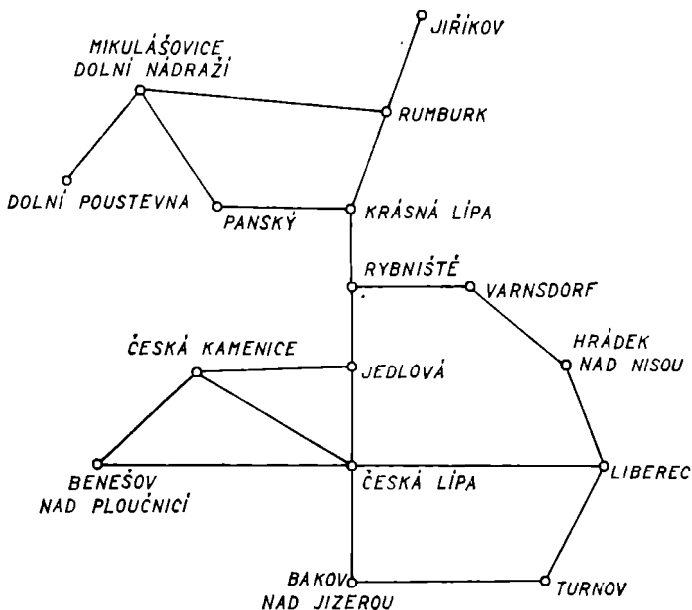 JIŘÍKOV
MIKULÁŠOVICE
DOLNÍ NÁDRAŽÍ
RUMBURK
DOLNÍ POUSTEVNA
PANSKÝ
KRÁSNÁ LÍPA
RYBNIŠTĚ
VARNSDORF
HRÁDEK
NAD NISOU
ČESKÁ KAMENICE
JEDLOVÁ
BENEŠOV
NAD PLOUČNICÍ
ČESKÁ LÍPA
LIBEREC
BAKOV
NAD JIZEROU
TURNOV